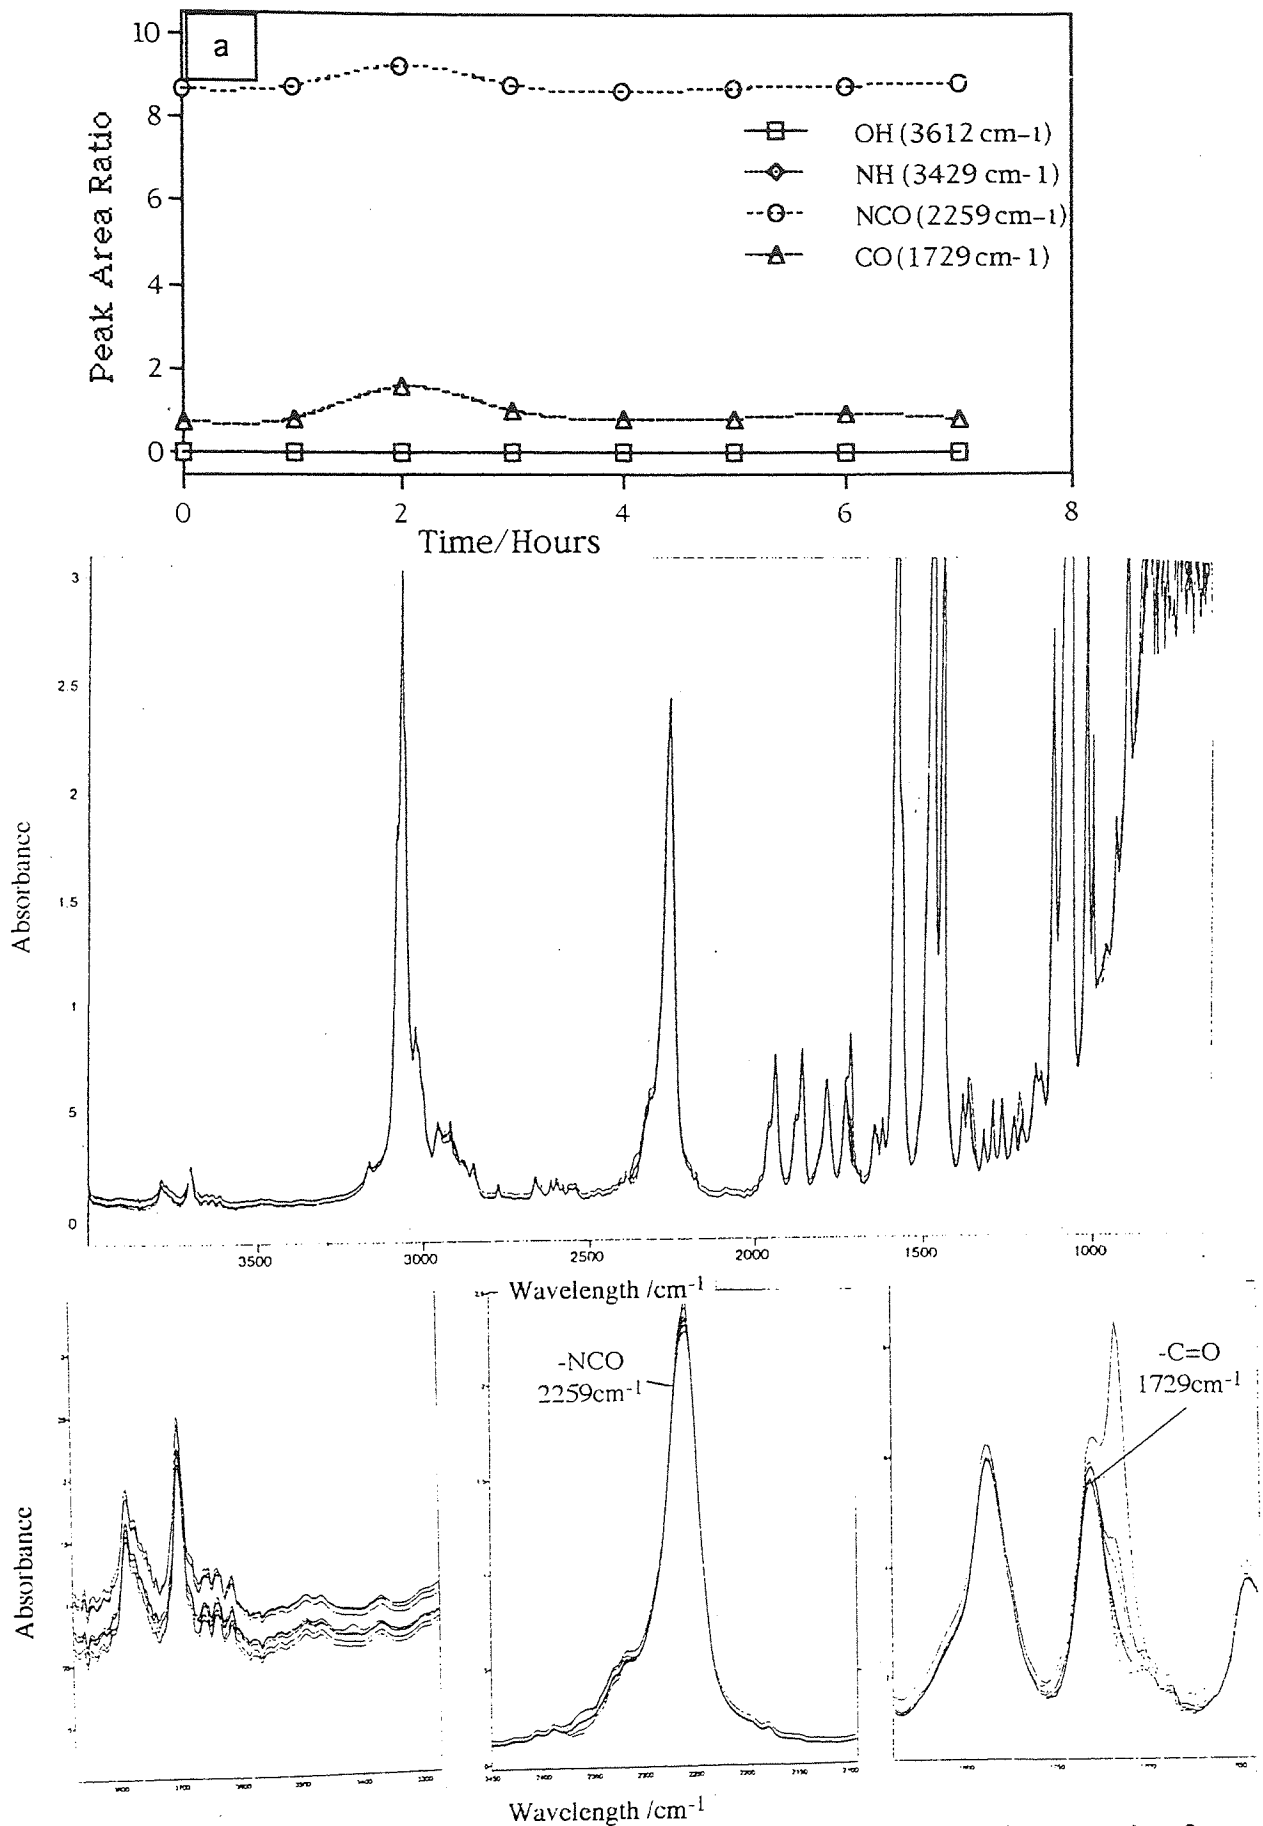 a
10
8
6
4
2
0
Peak Area Ratio
OH (3612 cm-1)
NH (3429 cm-1)
NCO (2259 cm-1)
CO (1729 cm-1)
0 2 4 6 8
Time/Hours
3
2.5
2
1.5
1
5
0
Absorbance
3500 3000 2500 2000 1500 1000
Wavelength /cm-1
-NCO
2259cm-1
-C=O
1729cm-1
Absorbance
Wavelength /cm-1